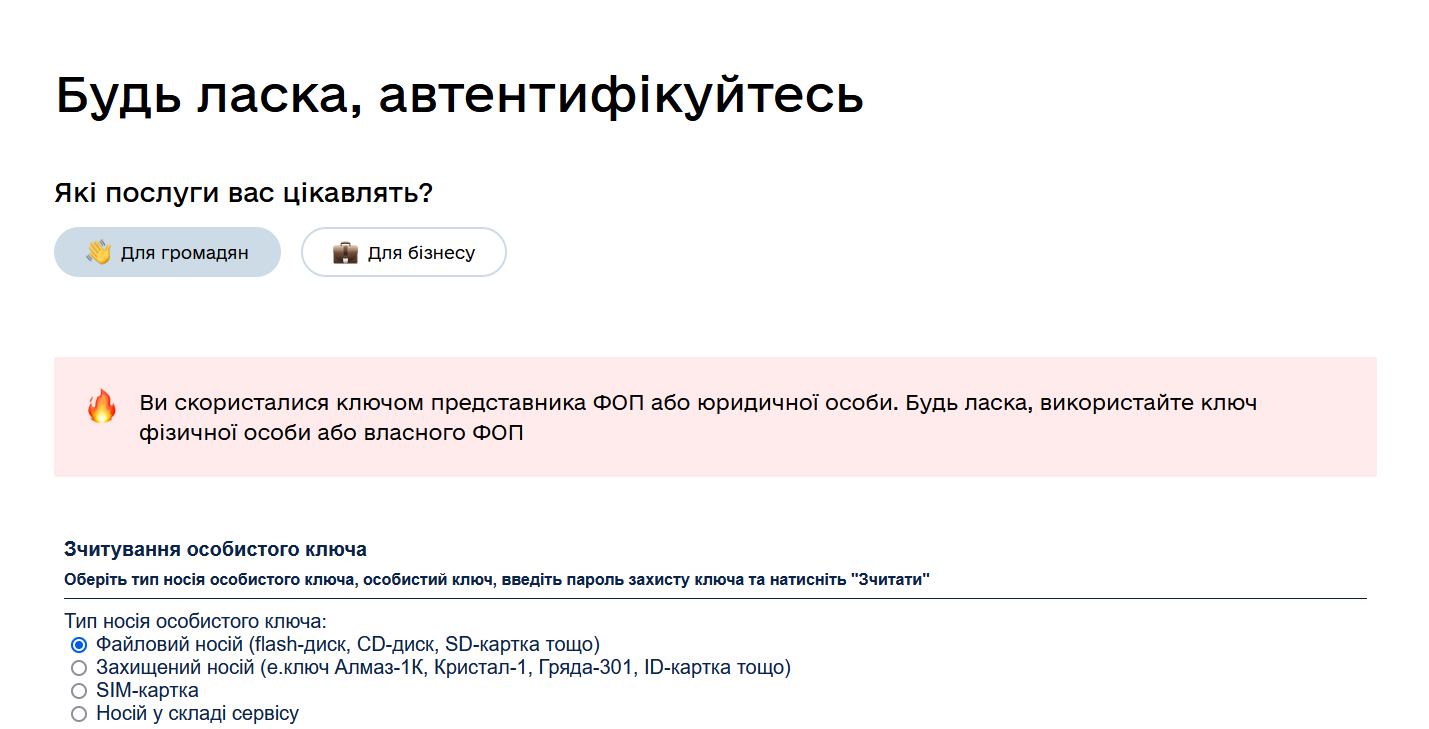 Будь ласка, автентифікуйтесь
Які послуги вас цікавлять?
Для громадян
Для бізнесу
Ви скористалися ключом представника ФОП або юридичної особи. Будь ласка, використайте ключ
фізичної особи або власного ФОП
Зчитування особистого ключа
Оберіть тип носія особистого ключа, особистий ключ, введіть пароль захисту ключа та натисніть "Зчитати"
Тип носія особистого ключа:
Файловий носій (flash-диск, CD-диск, SD-картка тощо)
Захищений носій (е.ключ Алмаз-1К, Кристал-1, Гряда-301, ID-картка тощо)
SIM-картка
Носій у складі сервісу